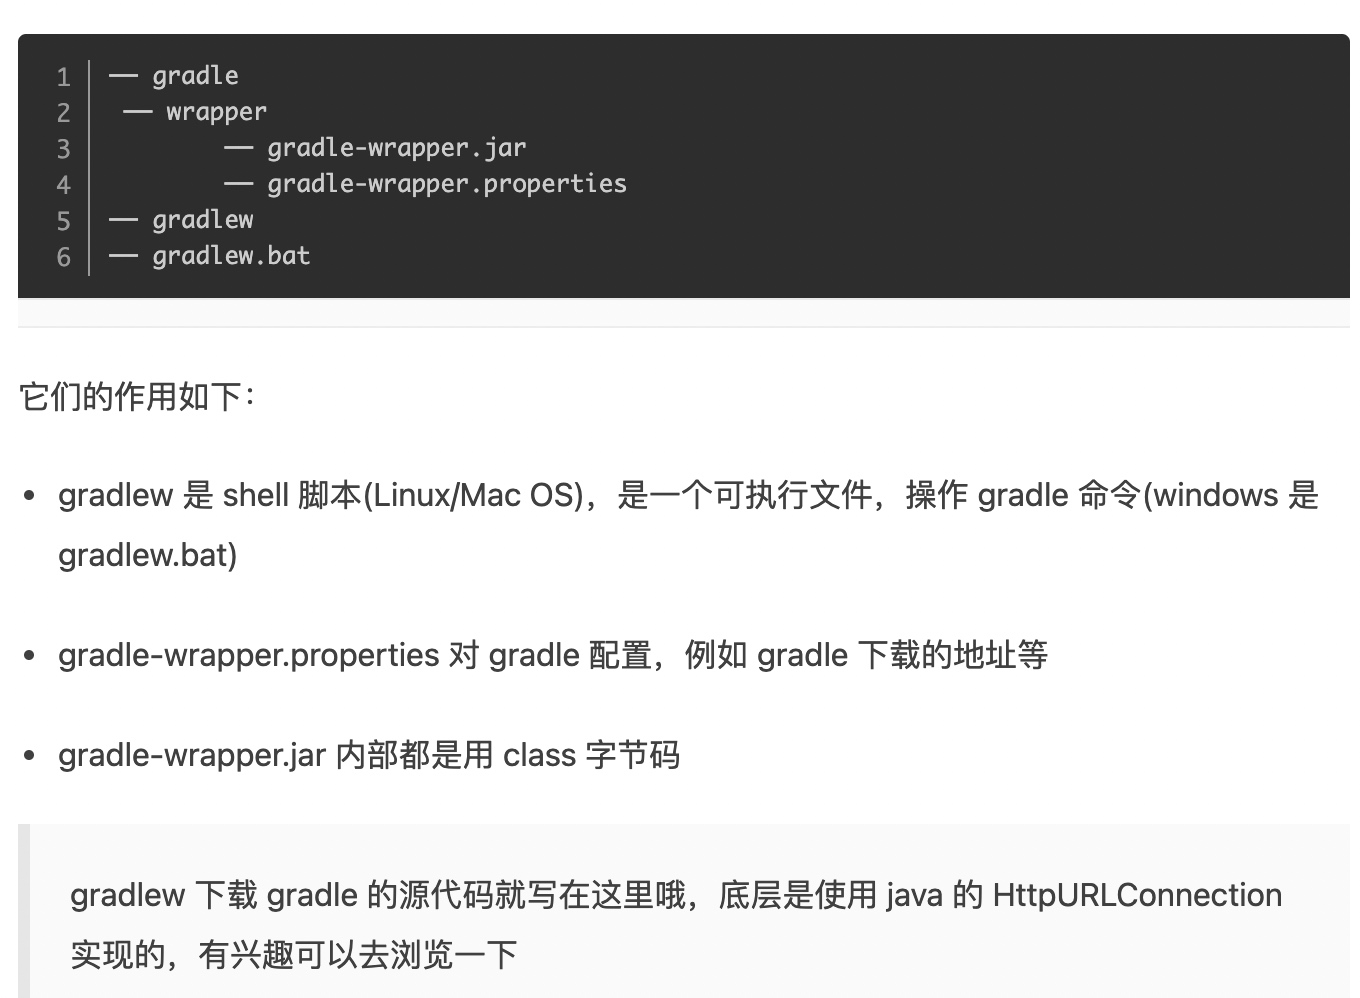 1 — gradle
2 — wrapper
3 — gradle-wrapper.jar
4 — gradle-wrapper.properties
5 — gradlew
6 — gradlew.bat
它们的作用如下：
• gradlew 是 shell 脚本(Linux/Mac OS)，是一个可执行文件，操作 gradle 命令(windows 是
gradlew.bat)
• gradle-wrapper.properties 对 gradle 配置，例如 gradle 下载的地址等
• gradle-wrapper.jar 内部都是用 class 字节码
gradlew 下载 gradle 的源代码就写在这里哦，底层是使用 java 的 HttpURLConnection
实现的，有兴趣可以去浏览一下